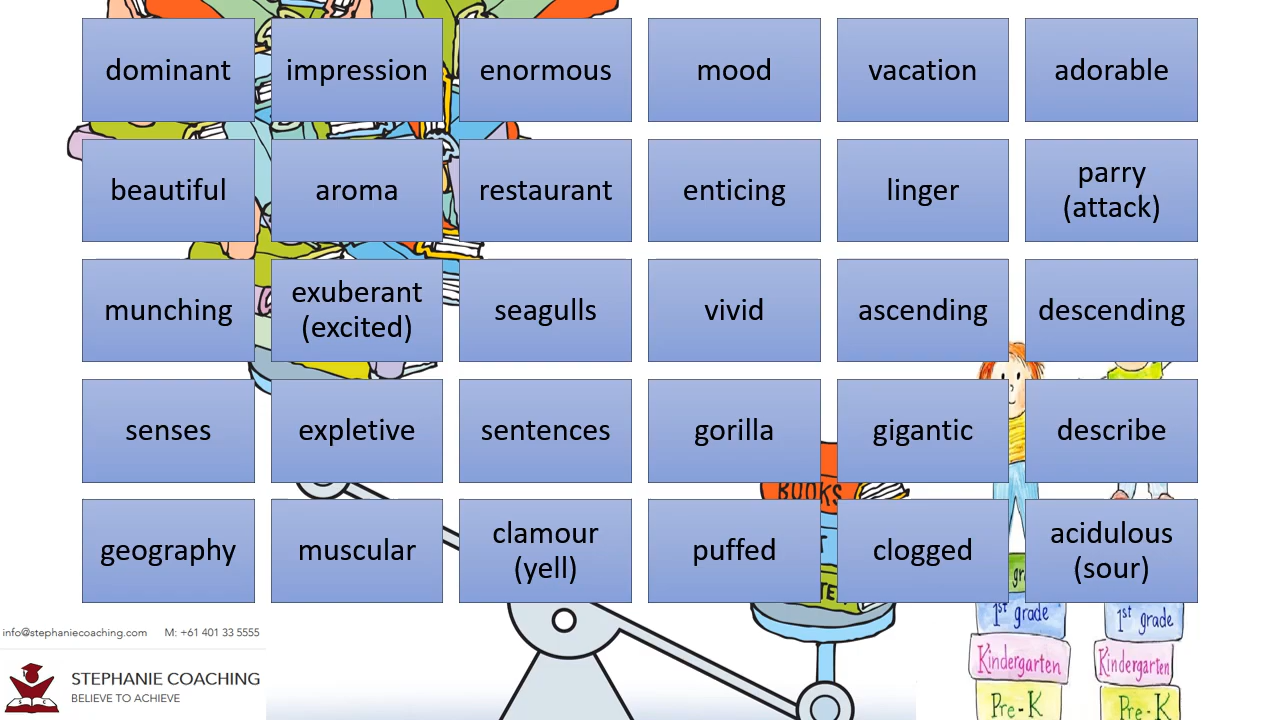 dominant
impression
enormous
mood
vacation
adorable
beautiful
aroma
restaurant
enticing
linger
parry
(attack)
munching
exuberant
(excited)
seagulls
vivid
ascending
descending
senses
expletive
sentences
gorilla
gigantic
describe
BOOKS
geography
muscular
clamour
(yell)
puffed
clogged
acidulous
(sour)
1st grade
1st grade
info@stephaniecoaching.com M: +61 401 33 5555
Kindergarten
Kindergarten
STEPHANIE COACHING
BELIEVE TO ACHIEVE
Pre-K
Pre-K